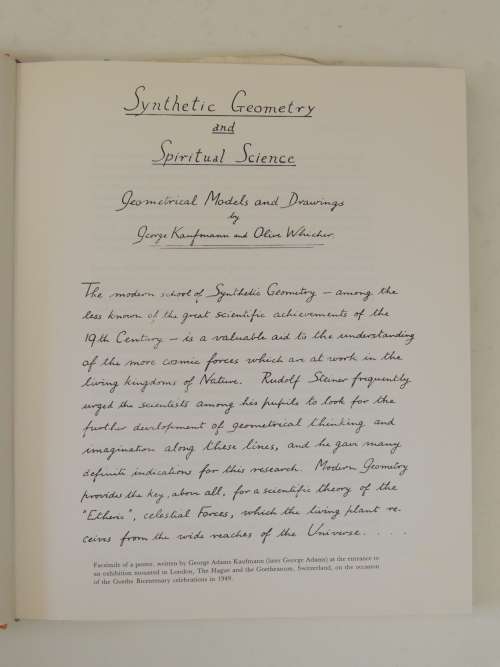 Synthetic Geometry
and
Spiritual Science
Geometrical Models and Drawings
by
George Kaufmann and Olive Whicher.
The modern school of Synthetic Geometry – among the
less known of the great scientific achievements of the
19th Century – is a valuable aid to the understanding
of the more cosmic forces which are at work in the
living kingdoms of Nature. Rudolf Steiner frequently
urged the scientists among his pupils to look for the
further development of geometrical thinking and
imagination along these lines, and he gave many
definite indications for this research. Modern Geometry
provides the key, above all, for a scientific theory of the
"Etheric", celestial Forces, which the living plant re-
ceives from the wide reaches of the Universe. . . . .
Facsimile of a poster, written by George Adams Kaufmann (later George Adams) at the entrance to
an exhibition mounted in London, The Hague and the Goetheanum, Switzerland, on the occasion
of the Goethe Bicentenary celebrations in 1949.